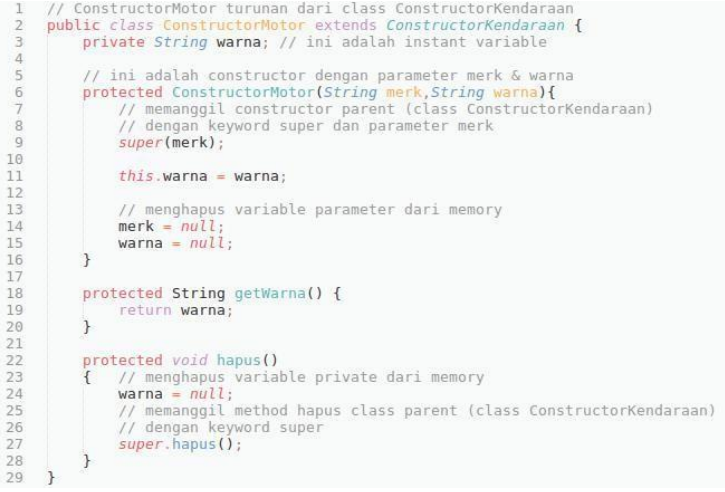 1 // ConstructorMotor turunan dari class ConstructorKendaraan
2 public class ConstructorMotor extends ConstructorKendaraan {
3     private String warna; // ini adalah instant variable
4
5     // ini adalah constructor dengan parameter merk & warna
6     protected ConstructorMotor(String merk,String warna){
7         // memanggil constructor parent (class ConstructorKendaraan)
8         // dengan keyword super dan parameter merk
9         super(merk);
10
11         this.warna = warna;
12
13         // menghapus variable parameter dari memory
14         merk = null;
15         warna = null;
16     }
17
18     protected String getWarna() {
19         return warna;
20     }
21
22     protected void hapus()
23     {   // menghapus variable private dari memory
24         warna = null;
25         // memanggil method hapus class parent (class ConstructorKendaraan)
26         // dengan keyword super
27         super.hapus();
28     }
29 }